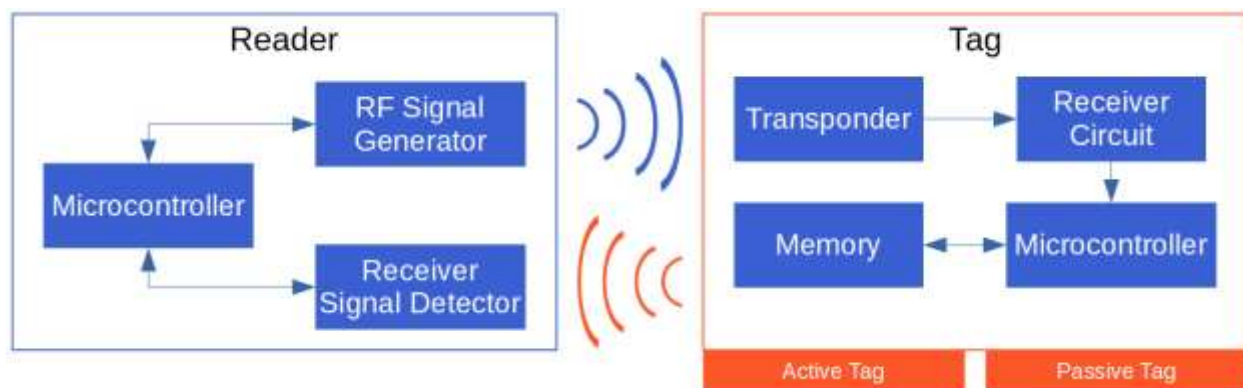 Reader
RF Signal
Generator
Microcontroller
Receiver
Signal Detector
Tag
Transponder
Receiver
Circuit
Memory
Microcontroller
Active Tag
Passive Tag